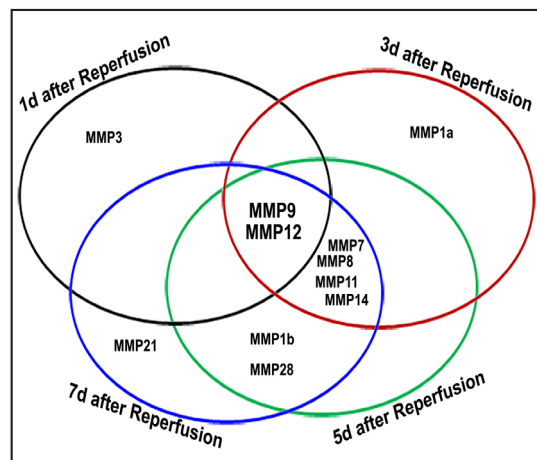 1d after Reperfusion
3d after Reperfusion
MMP3
MMP1a
MMP9
MMP12
MMP7
MMP8
MMP11
MMP14
MMP21
MMP1b
MMP28
7d after Reperfusion
5d after Reperfusion